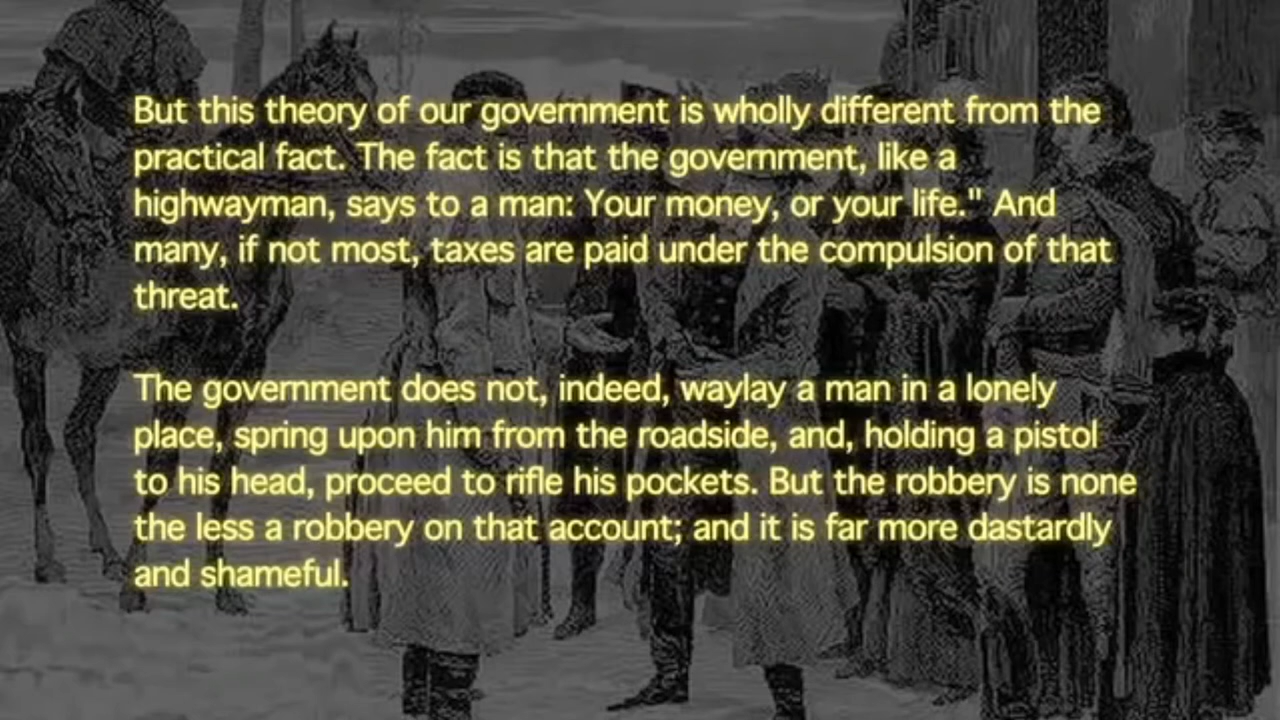 But this theory of our government is wholly different from the
practical fact. The fact is that the government, like a
highwayman, says to a man: Your money, or your life." And
many, if not most, taxes are paid under the compulsion of that
threat.
The government does not, indeed, waylay a man in a lonely
place, spring upon him from the roadside, and, holding a pistol
to his head, proceed to rifle his pockets. But the robbery is none
the less a robbery on that account; and it is far more dastardly
and shameful.